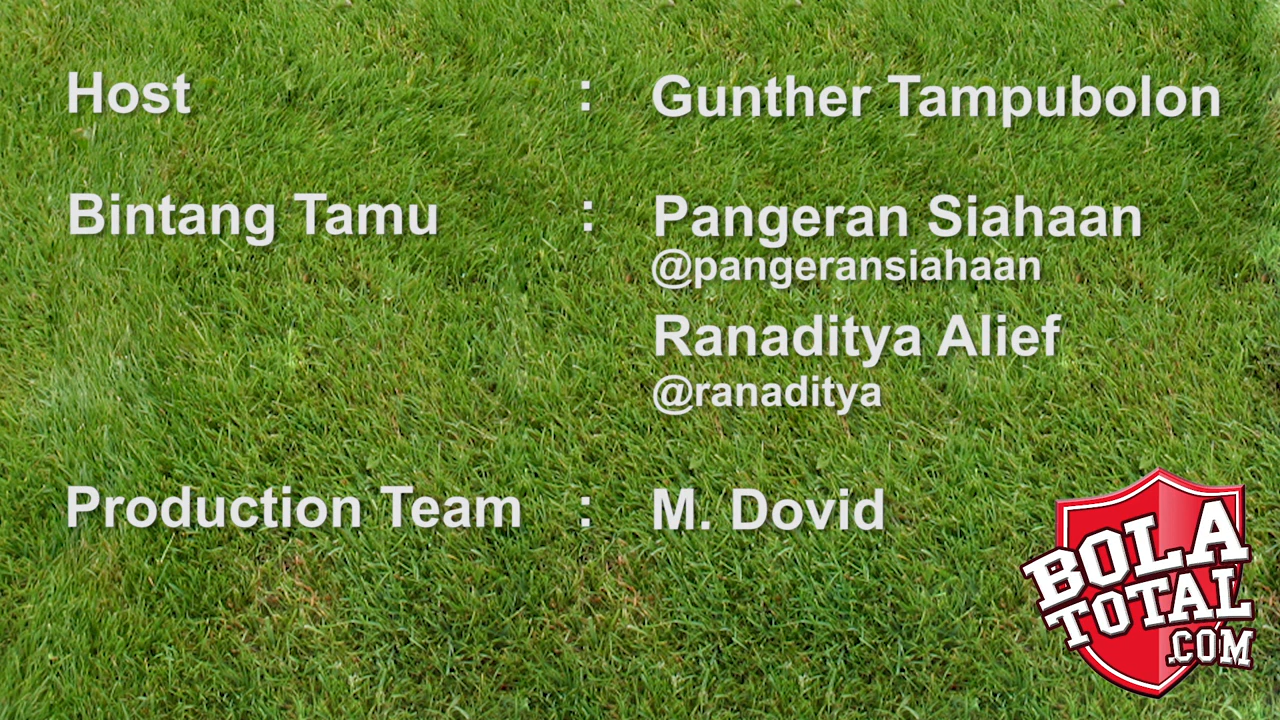 Host : Gunther Tampubolon
Bintang Tamu : Pangeran Siahaan
@pangeransiahaan
Ranaditya Alief
@ranaditya
Production Team : M. Dovid
BOLA
TOTAL
.COM